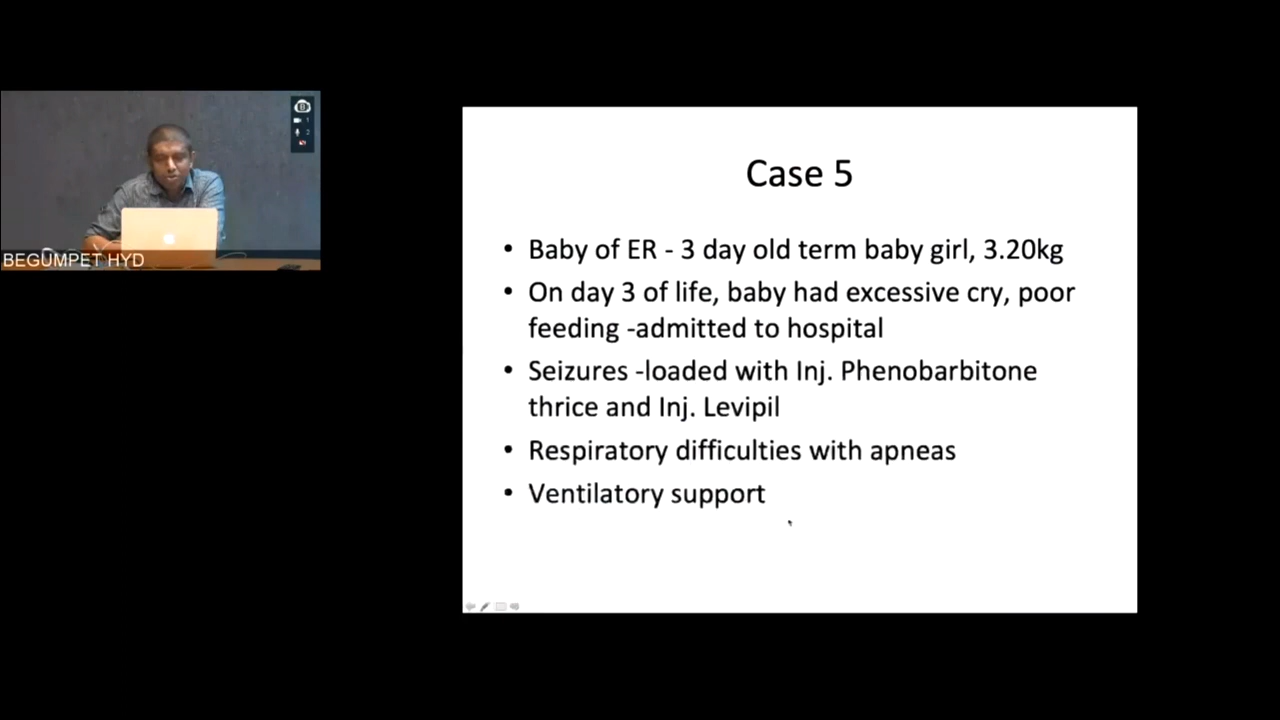 BEGUMPET HYD
Case 5
• Baby of ER - 3 day old term baby girl, 3.20kg
• On day 3 of life, baby had excessive cry, poor
feeding -admitted to hospital
• Seizures -loaded with Inj. Phenobarbitone
thrice and Inj. Levipil
• Respiratory difficulties with apneas
• Ventilatory support